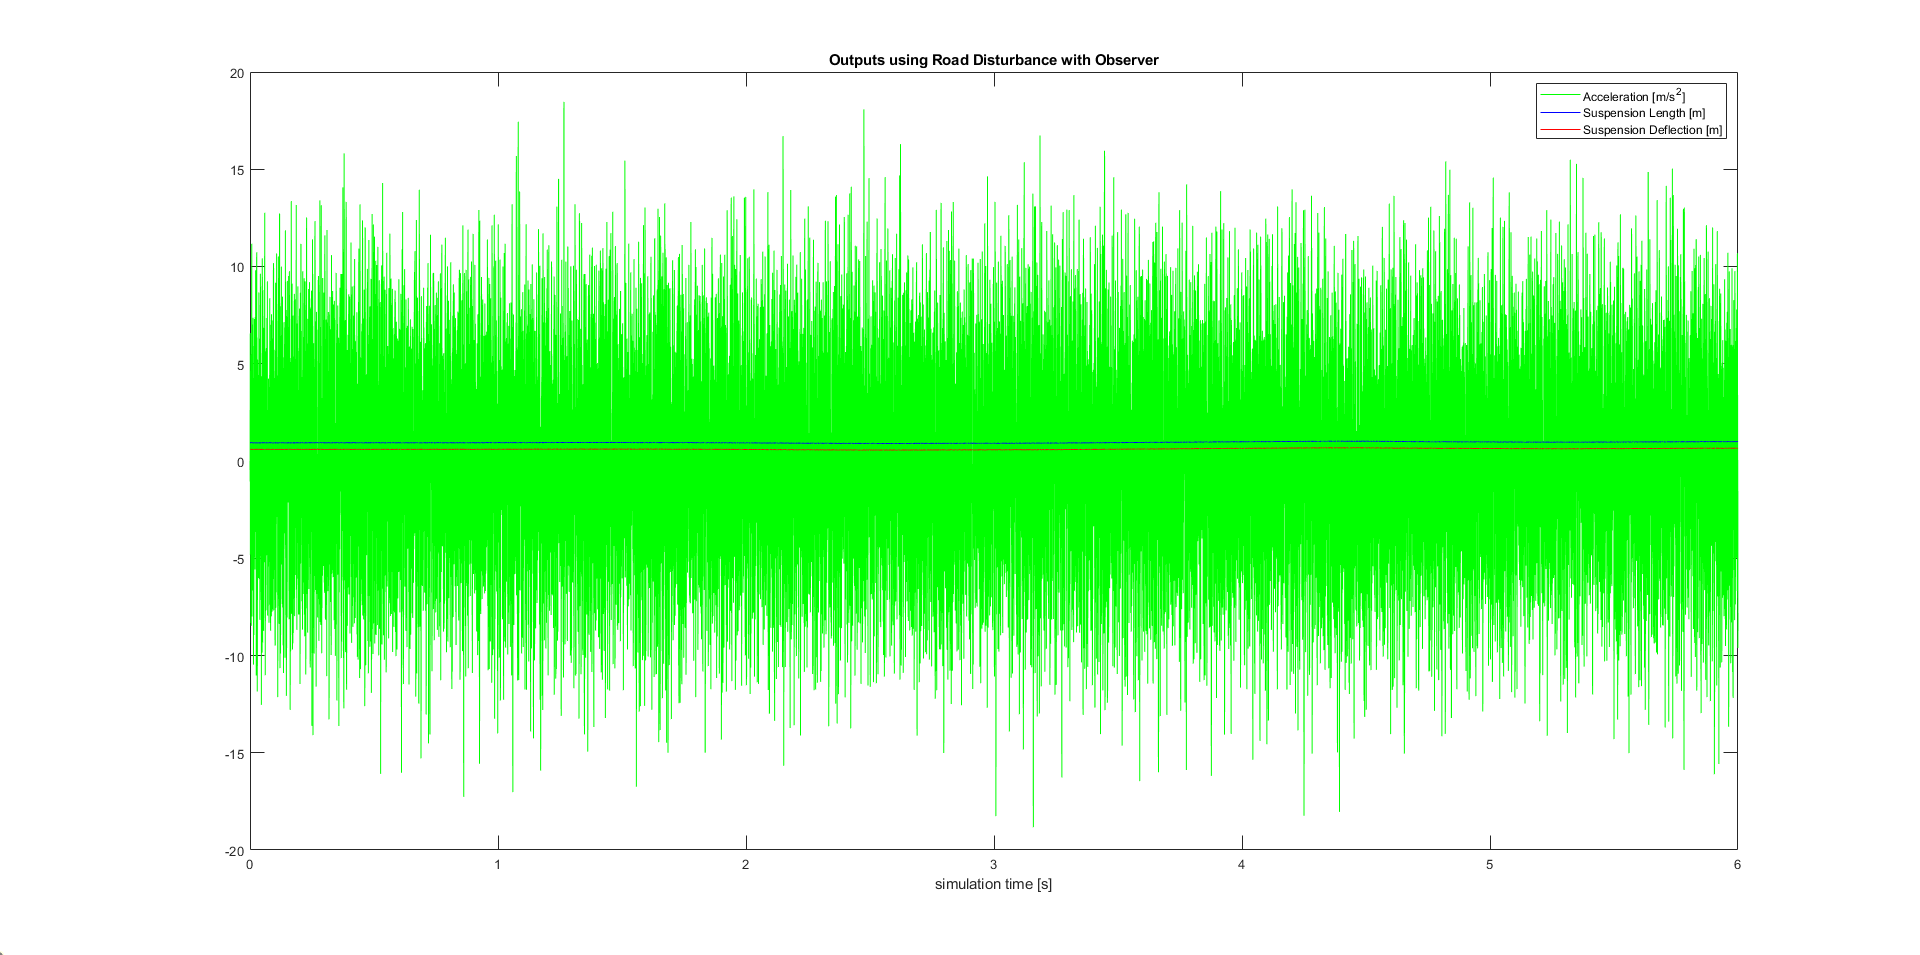 Outputs using Road Disturbance with Observer
20
15
10
5
0
-5
-10
-15
-20
Acceleration [m/s²]
Suspension Length [m]
Suspension Deflection [m]
0 1 2 3 4 5 6
simulation time [s]